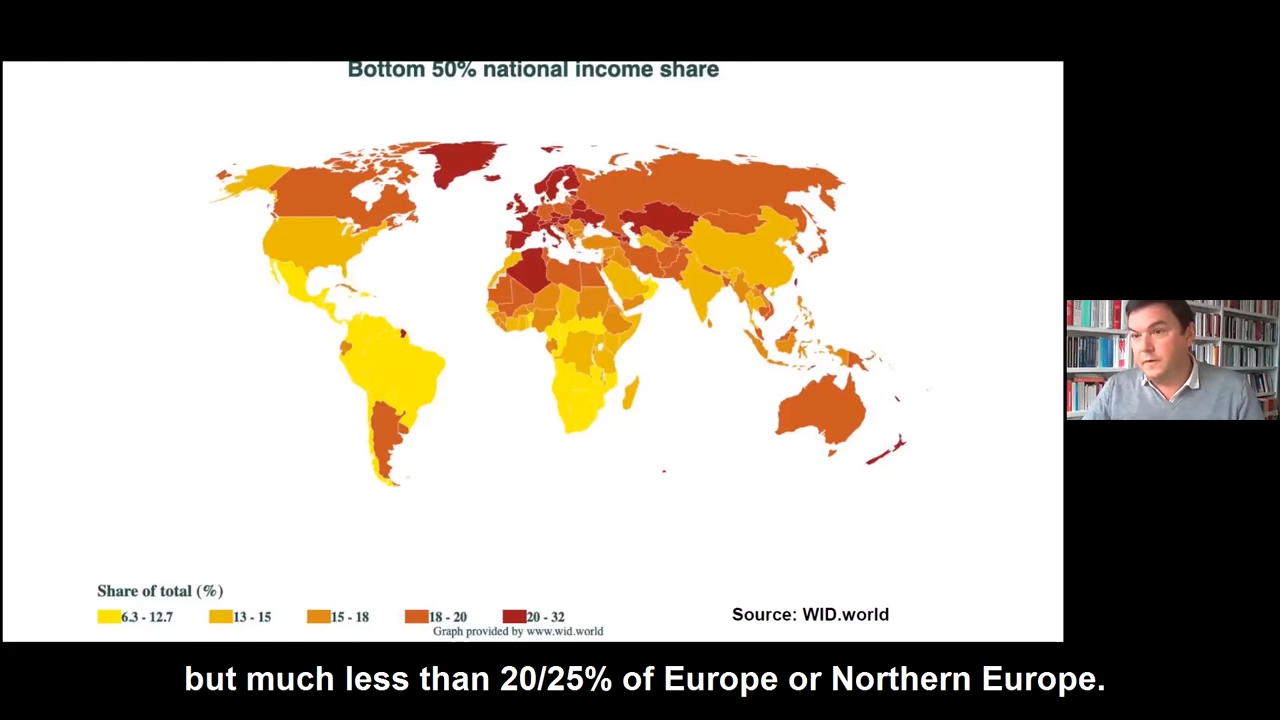 Bottom 50% national income share
Share of total (%)
6.3 - 12.7
13 - 15
15 - 18
18 - 20
20 - 32
Graph provided by www.wid.world
Source: WID.world
but much less than 20/25% of Europe or Northern Europe.